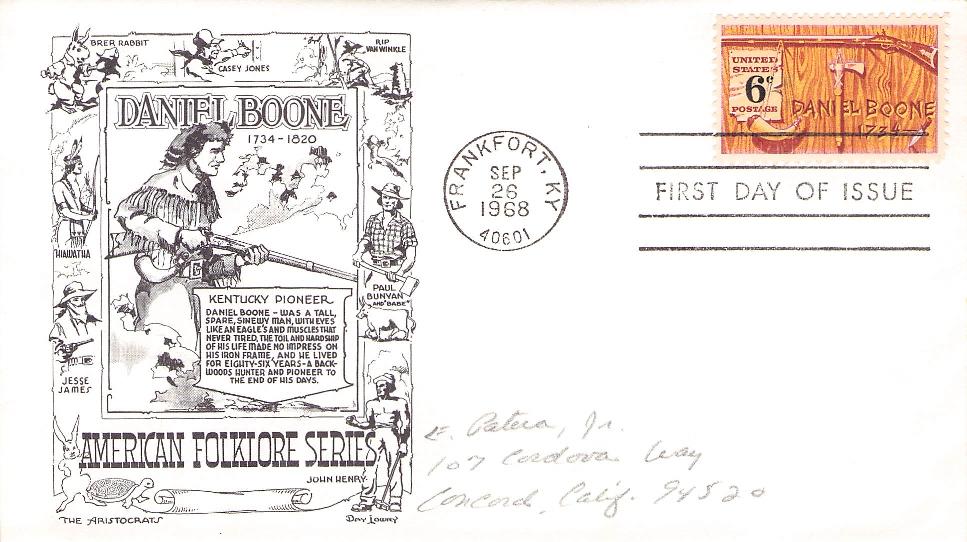 BRER RABBIT
CASEY JONES
RIP
VAN WINKLE
DANIEL BOONE
1734-1820
HIAWATHA
JESSE
JAMES
PAUL
BUNYAN
AND "BABE"
KENTUCKY PIONEER
DANIEL BOONE - WAS A TALL,
SPARE, SINEWY MAN, WITH EYES
LIKE AN EAGLE'S AND MUSCLES THAT
NEVER TIRED, THE TOIL AND HARDSHIP
OF HIS LIFE MADE NO IMPRESS ON
HIS IRON FRAME, AND HE LIVED
FOR EIGHTY-SIX YEARS - A BACK-
WOODS HUNTER AND PIONEER TO
THE END OF HIS DAYS.
AMERICAN FOLKLORE SERIES
JOHN HENRY
THE ARISTOCRATS
Day Lowry
FRANKFORT, KY
SEP
26
1968
40601
UNITED
STATES
6¢
POSTAGE
DANIEL BOONE
1734
FIRST DAY OF ISSUE
E. Patera, Jr.
107 Cordova Way
Concord, Calif. 94520